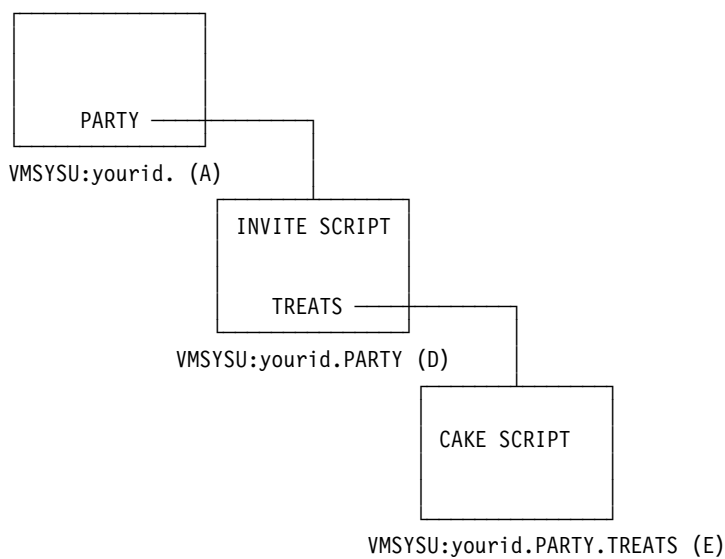 PARTY
VMSYSU:yourid. (A)
INVITE SCRIPT
TREATS
VMSYSU:yourid.PARTY (D)
CAKE SCRIPT
VMSYSU:yourid.PARTY.TREATS (E)